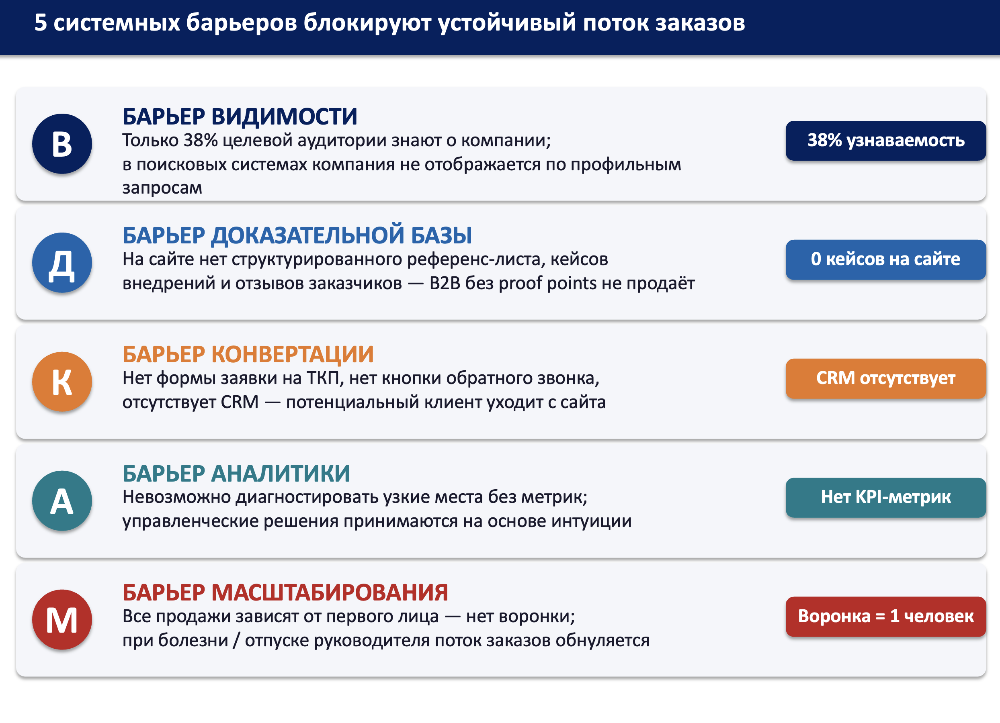 5 системных барьеров блокируют устойчивый поток заказов
В
БАРЬЕР ВИДИМОСТИ
Только 38% целевой аудитории знают о компании;
в поисковых системах компания не отображается по профильным
запросам
38% узнаваемость
Д
БАРЬЕР ДОКАЗАТЕЛЬНОЙ БАЗЫ
На сайте нет структурированного референс-листа, кейсов
внедрений и отзывов заказчиков — B2B без proof points не продаёт
0 кейсов на сайте
К
БАРЬЕР КОНВЕРТАЦИИ
Нет формы заявки на ТКП, нет кнопки обратного звонка,
отсутствует CRM — потенциальный клиент уходит с сайта
CRM отсутствует
А
БАРЬЕР АНАЛИТИКИ
Невозможно диагностировать узкие места без метрик;
управленческие решения принимаются на основе интуиции
Нет KPI-метрик
М
БАРЬЕР МАСШТАБИРОВАНИЯ
Все продажи зависят от первого лица — нет воронки;
при болезни / отпуске руководителя поток заказов обнуляется
Воронка = 1 человек